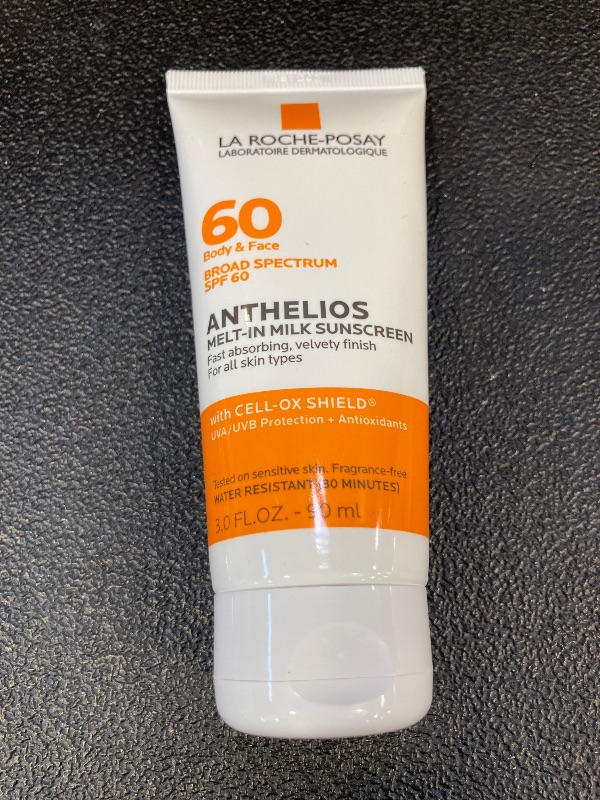 LA ROCHE-POSAY
LABORATOIRE DERMATOLOGIQUE
60
Body & Face
BROAD SPECTRUM
SPF 60
ANTHELIOS
MELT-IN MILK SUNSCREEN
Fast absorbing, velvety finish
For all skin types
with CELL-OX SHIELD®
UVA/UVB Protection + Antioxidants
Tested on sensitive skin. Fragrance-free
WATER RESISTANT (80 MINUTES)
3.0 FL.OZ. - 90 ml